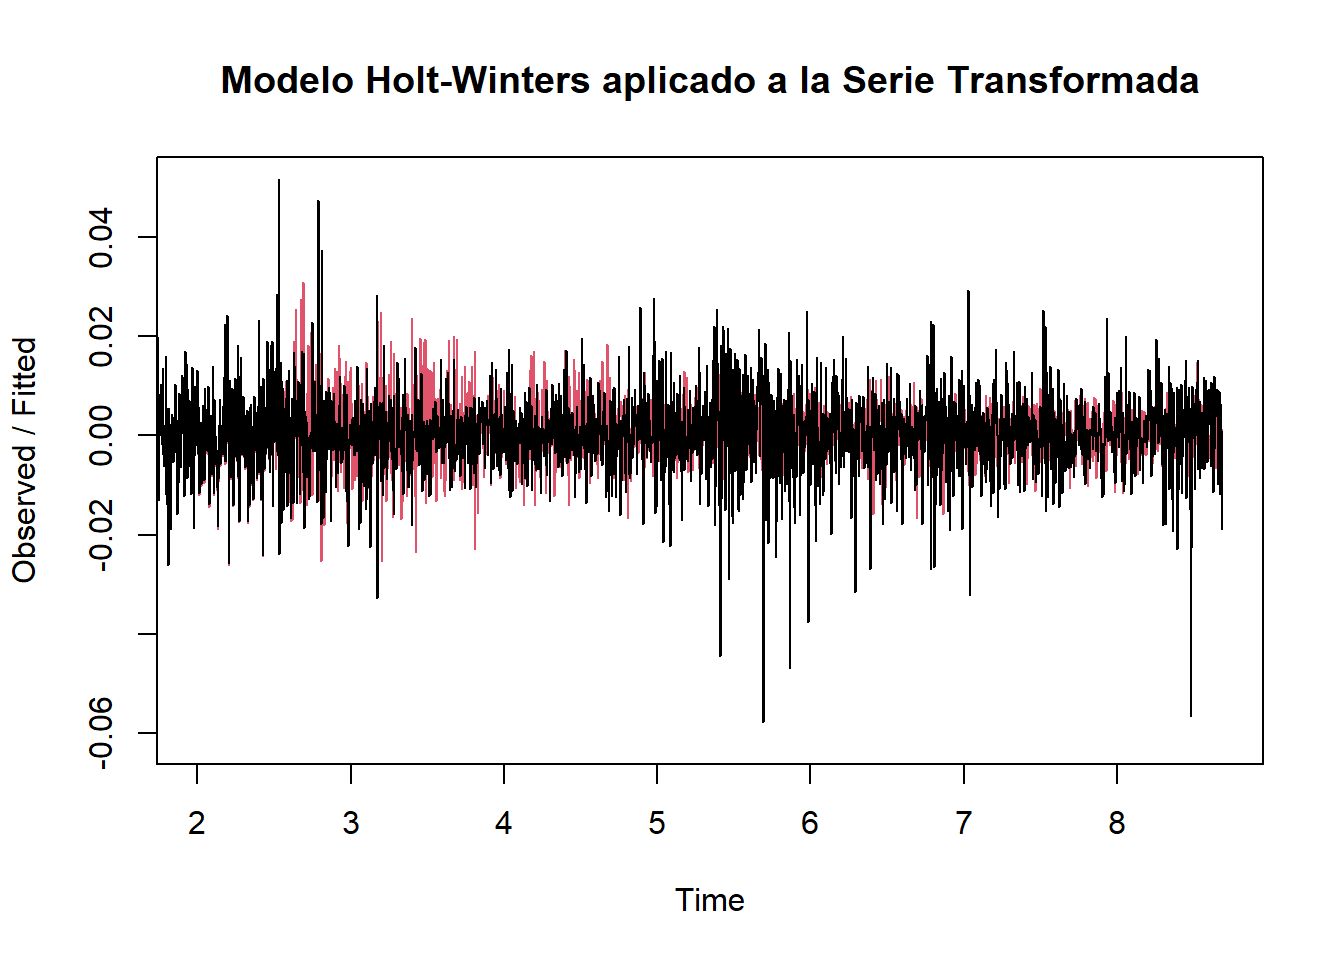 Modelo Holt-Winters aplicado a la Serie Transformada
Observed / Fitted
0.04
0.02
0.00
-0.02
-0.06
2 3 4 5 6 7 8
Time